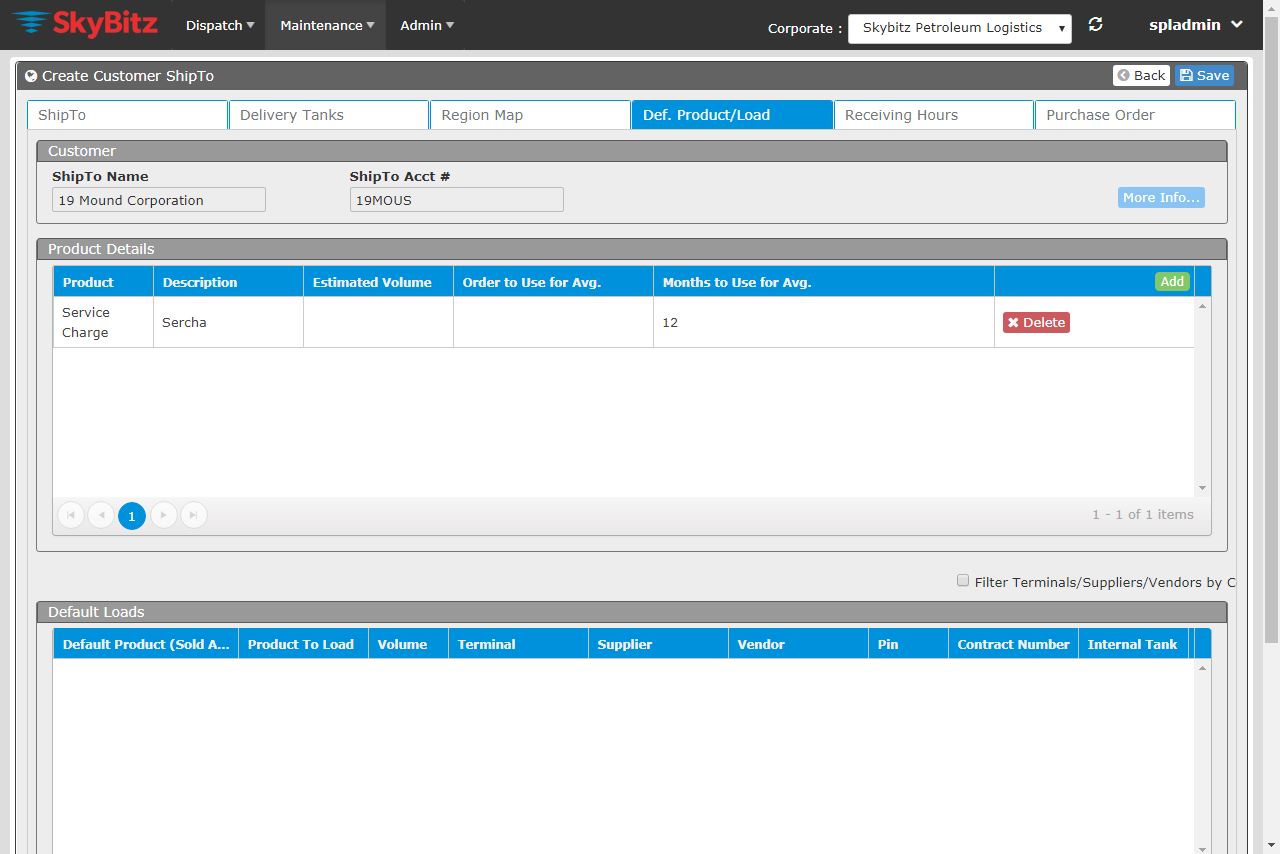 SkyBitz Dispatch Maintenance Admin Corporate : Skybitz Petroleum Logistics spladmin
Create Customer ShipTo Back Save
ShipTo Delivery Tanks Region Map Def. Product/Load Receiving Hours Purchase Order
Customer
ShipTo Name ShipTo Acct #
19 Mound Corporation 19MOUS More Info...
Product Details
Product Description Estimated Volume Order to Use for Avg. Months to Use for Avg. Add
Service
Charge Sercha 12 Delete
1 1 - 1 of 1 items
Filter Terminals/Suppliers/Vendors by C
Default Loads
Default Product (Sold A... Product To Load Volume Terminal Supplier Vendor Pin Contract Number Internal Tank